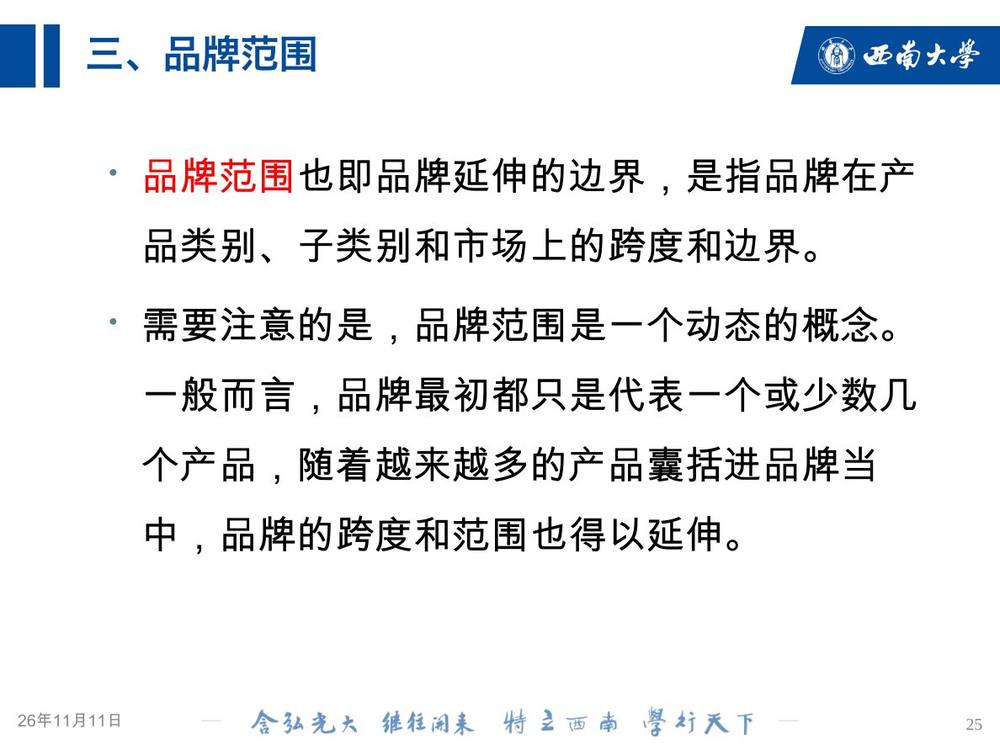 三、品牌范围
西南大学
品牌范围也即品牌延伸的边界，是指品牌在产
品类别、子类别和市场上的跨度和边界。
需要注意的是，品牌范围是一个动态的概念。
一般而言，品牌最初都只是代表一个或少数几
个产品，随着越来越多的产品囊括进品牌当
中，品牌的跨度和范围也得以延伸。
26年11月11日
含弘光大 继往开来 特立西南 学行天下
25